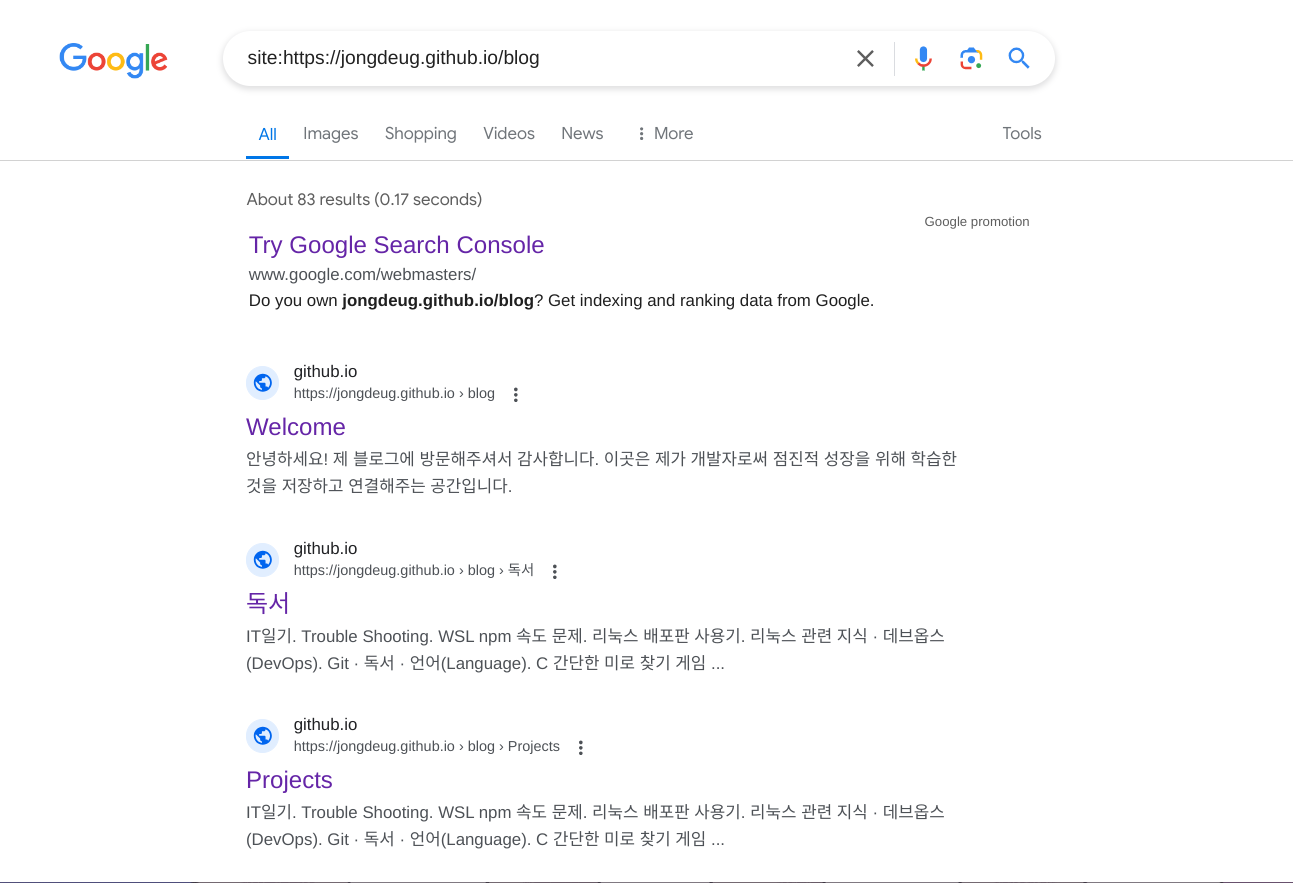 Google
site:https://jongdeug.github.io/blog
All Images Shopping Videos News More Tools
About 83 results (0.17 seconds)
Google promotion
Try Google Search Console
www.google.com/webmasters/
Do you own jongdeug.github.io/blog? Get indexing and ranking data from Google.
github.io
https://jongdeug.github.io › blog
Welcome
안녕하세요! 제 블로그에 방문해주셔서 감사합니다. 이곳은 제가 개발자로써 점진적 성장을 위해 학습한
것을 저장하고 연결해주는 공간입니다.
github.io
https://jongdeug.github.io › blog › 독서
독서
IT일기. Trouble Shooting. WSL npm 속도 문제. 리눅스 배포판 사용기. 리눅스 관련 지식 · 데브옵스
(DevOps). Git · 독서 · 언어(Language). C 간단한 미로 찾기 게임 ...
github.io
https://jongdeug.github.io › blog › Projects
Projects
IT일기. Trouble Shooting. WSL npm 속도 문제. 리눅스 배포판 사용기. 리눅스 관련 지식 · 데브옵스
(DevOps). Git · 독서 · 언어(Language). C 간단한 미로 찾기 게임 ...